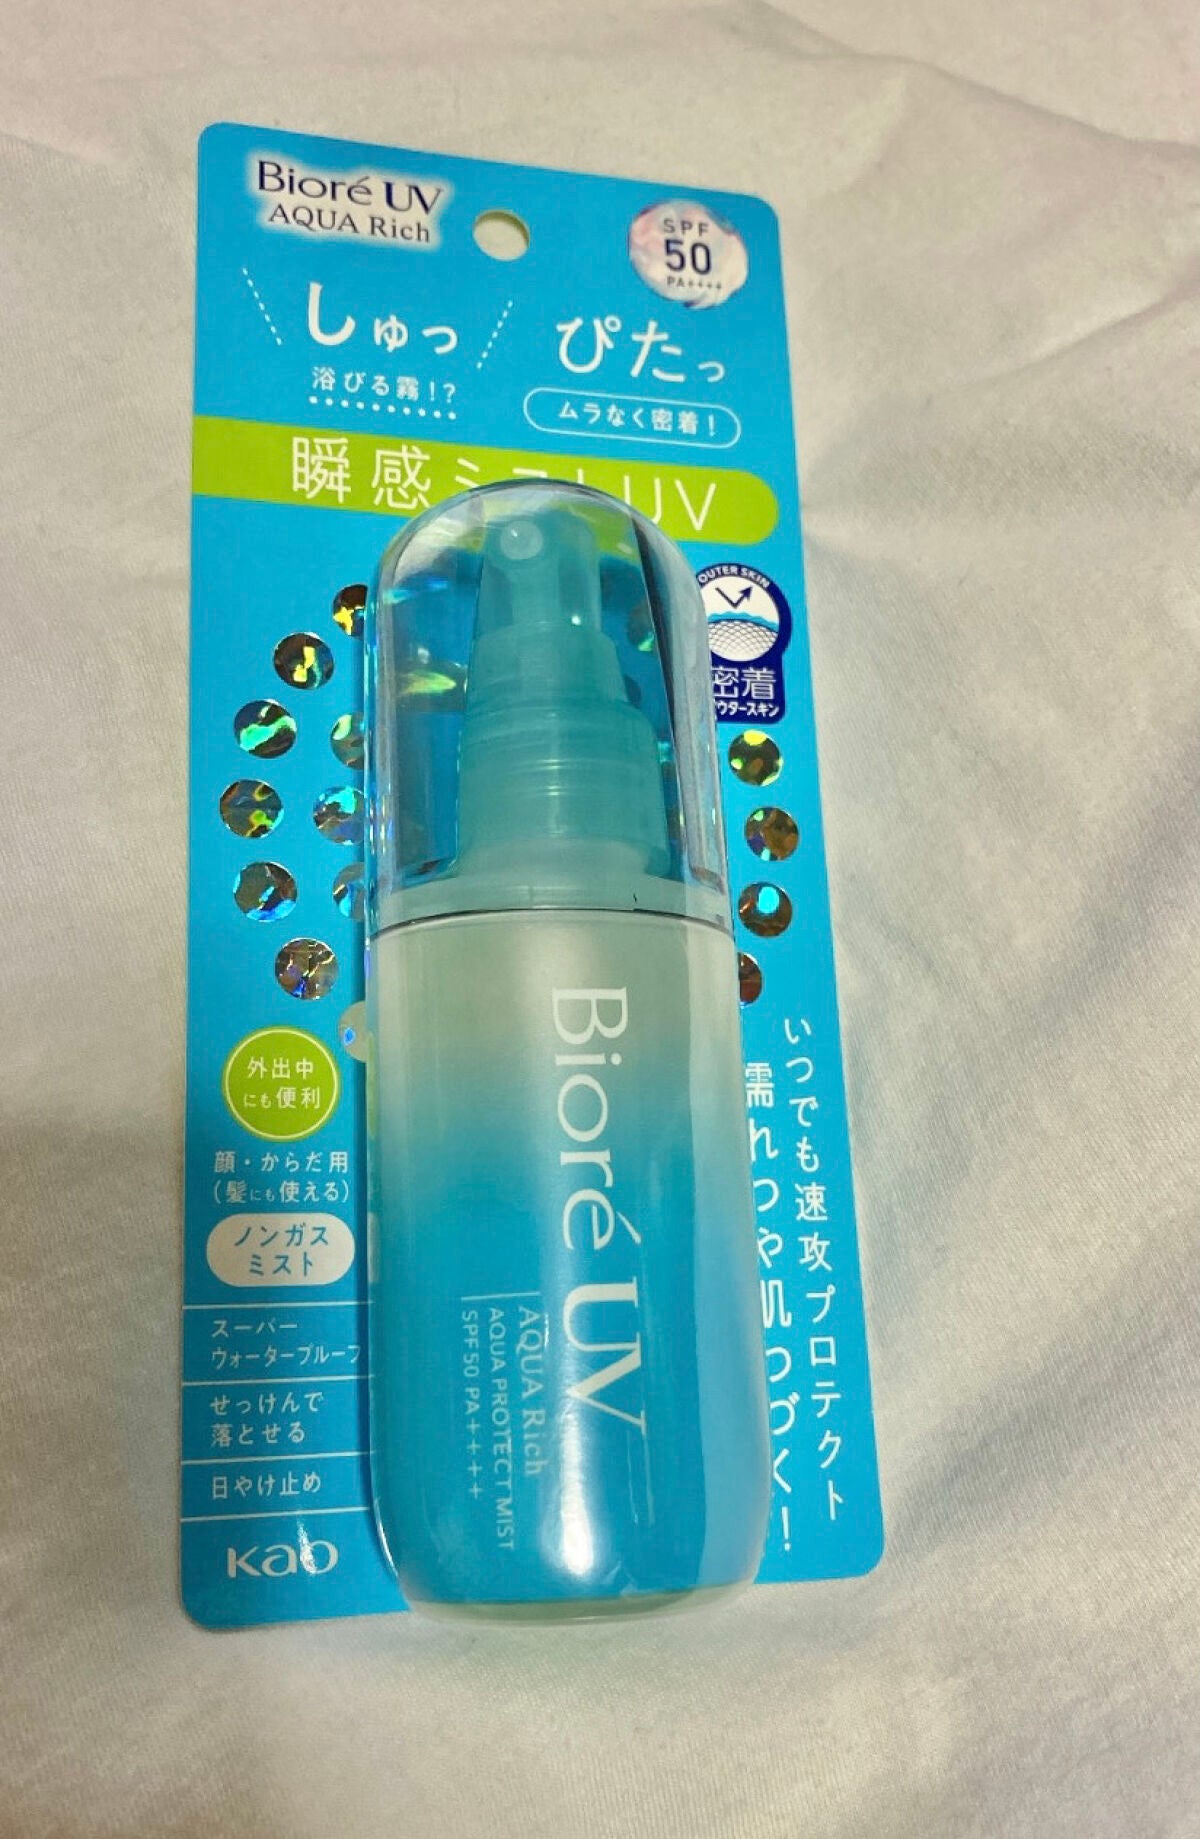 Bioré UV
AQUA Rich
SPF
50
PA++++
しゅっ
浴びる霧!?
ぴたっ
ムラなく密着!
瞬感ミストUV
OUTER SKIN
密着
アウタースキン
外出中
にも便利
顔・からだ用
(髪にも使える)
ノンガス
ミスト
スーパー
ウォータープルーフ
せっけんで
落とせる
日やけ止め
Kao
いつでも速攻プロテクト
濡れつや肌つづく!
Bioré UV
AQUA Rich
AQUA PROTECT MIST
SPF50 PA++++